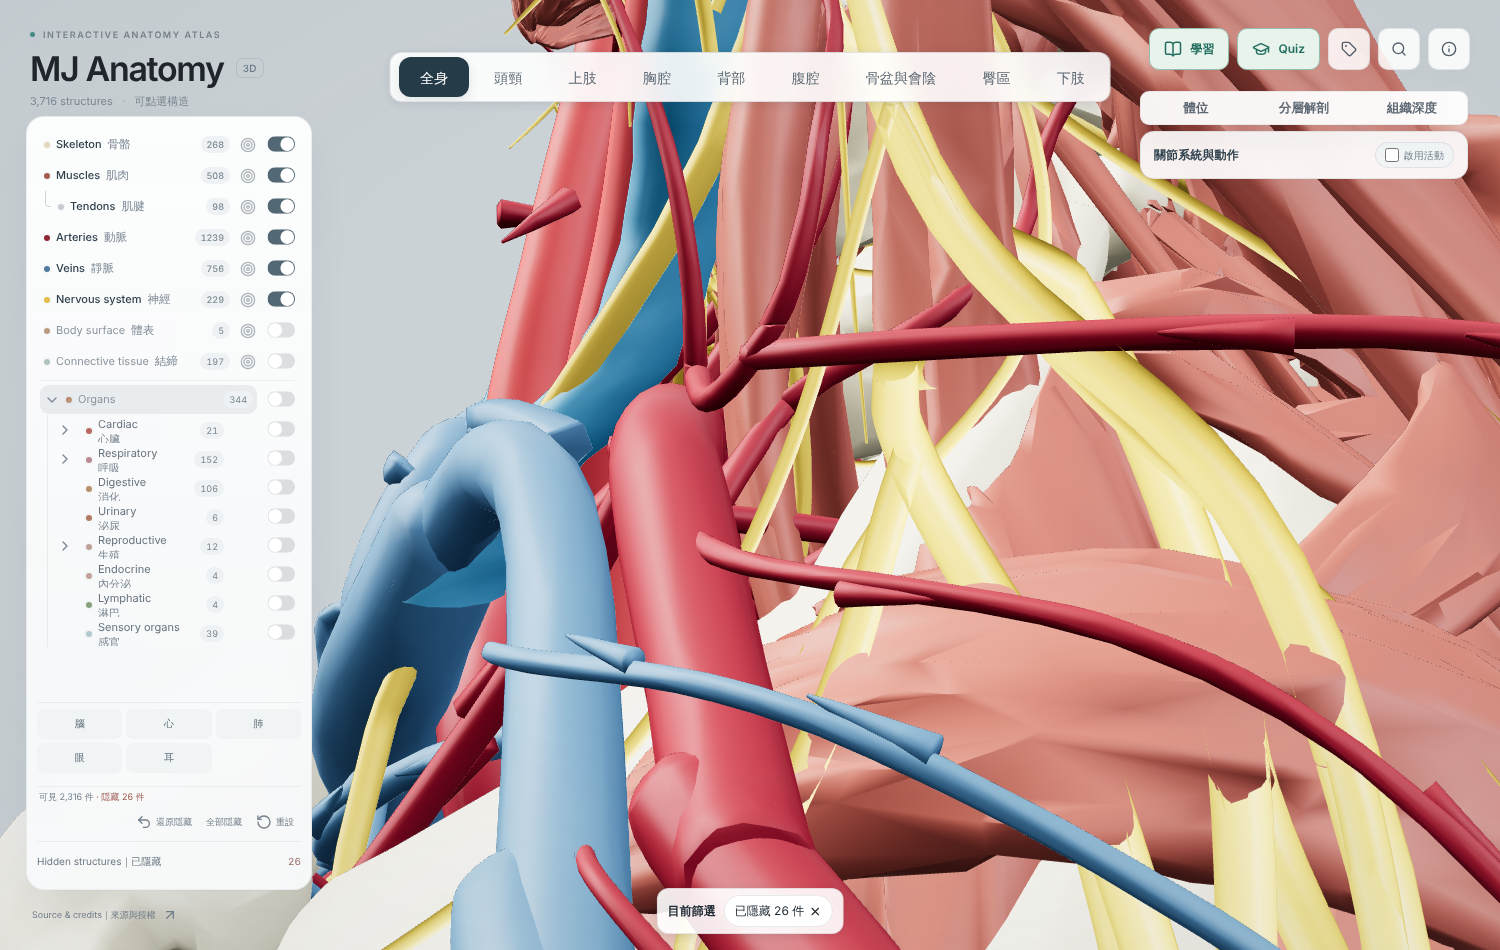 INTERACTIVE ANATOMY ATLAS
MJ Anatomy 3D
3,716 structures · 可點選構造
全身 頭頸 上肢 胸腔 背部 腹腔 骨盆與會陰 臀區 下肢
學習 Quiz
體位 分層解剖 組織深度
關節系統與動作 啟用活動
Skeleton 骨骼 268
Muscles 肌肉 508
Tendons 肌腱 98
Arteries 動脈 1239
Veins 靜脈 756
Nervous system 神經 229
Body surface 體表 5
Connective tissue 結締 197
Organs 344
Cardiac 21
心臟
Respiratory 152
呼吸
Digestive 106
消化
Urinary 6
泌尿
Reproductive 12
生殖
Endocrine 4
內分泌
Lymphatic 4
淋巴
Sensory organs 39
感官
腦 心 肺
眼 耳
可見 2,316 件 · 隱藏 26 件
還原隱藏 全部隱藏 重設
Hidden structures | 已隱藏 26
Source & credits | 來源與授權
目前篩選 已隱藏 26 件